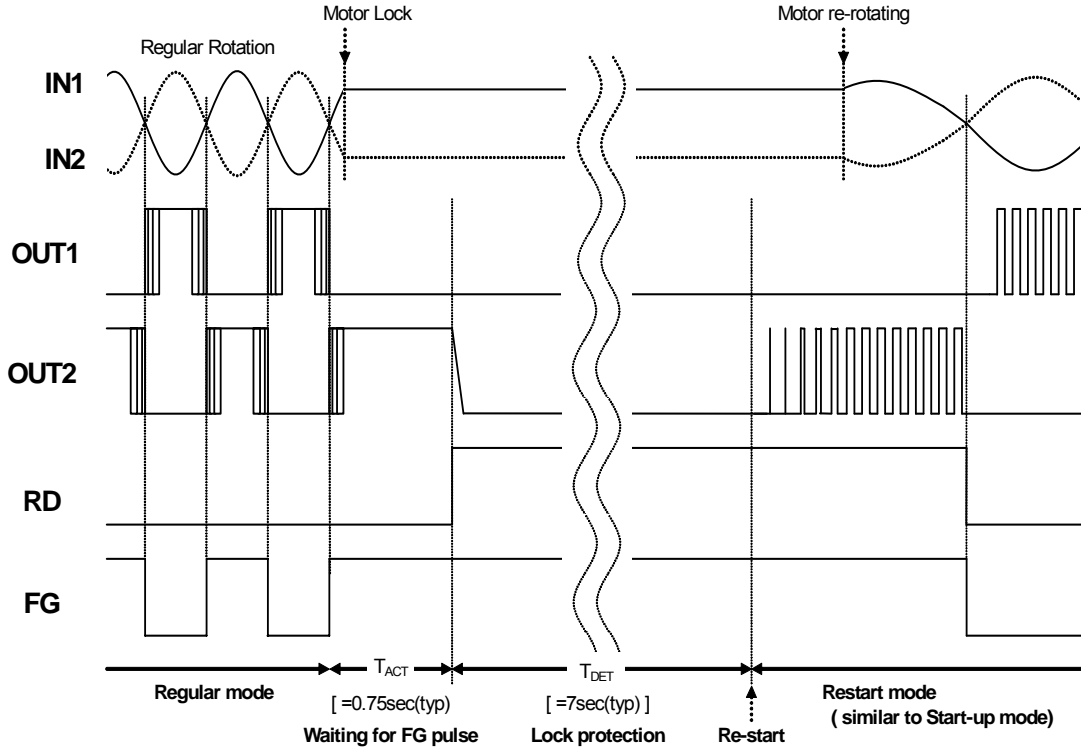 Motor Lock
Motor re-rotating
Regular Rotation
IN1
IN2
OUT1
OUT2
RD
FG
TACT
TDET
Regular mode
[ =0.75sec(typ)
[ =7sec(typ) ]
Restart mode
( similar to Start-up mode)
Waiting for FG pulse
Lock protection
Re-start